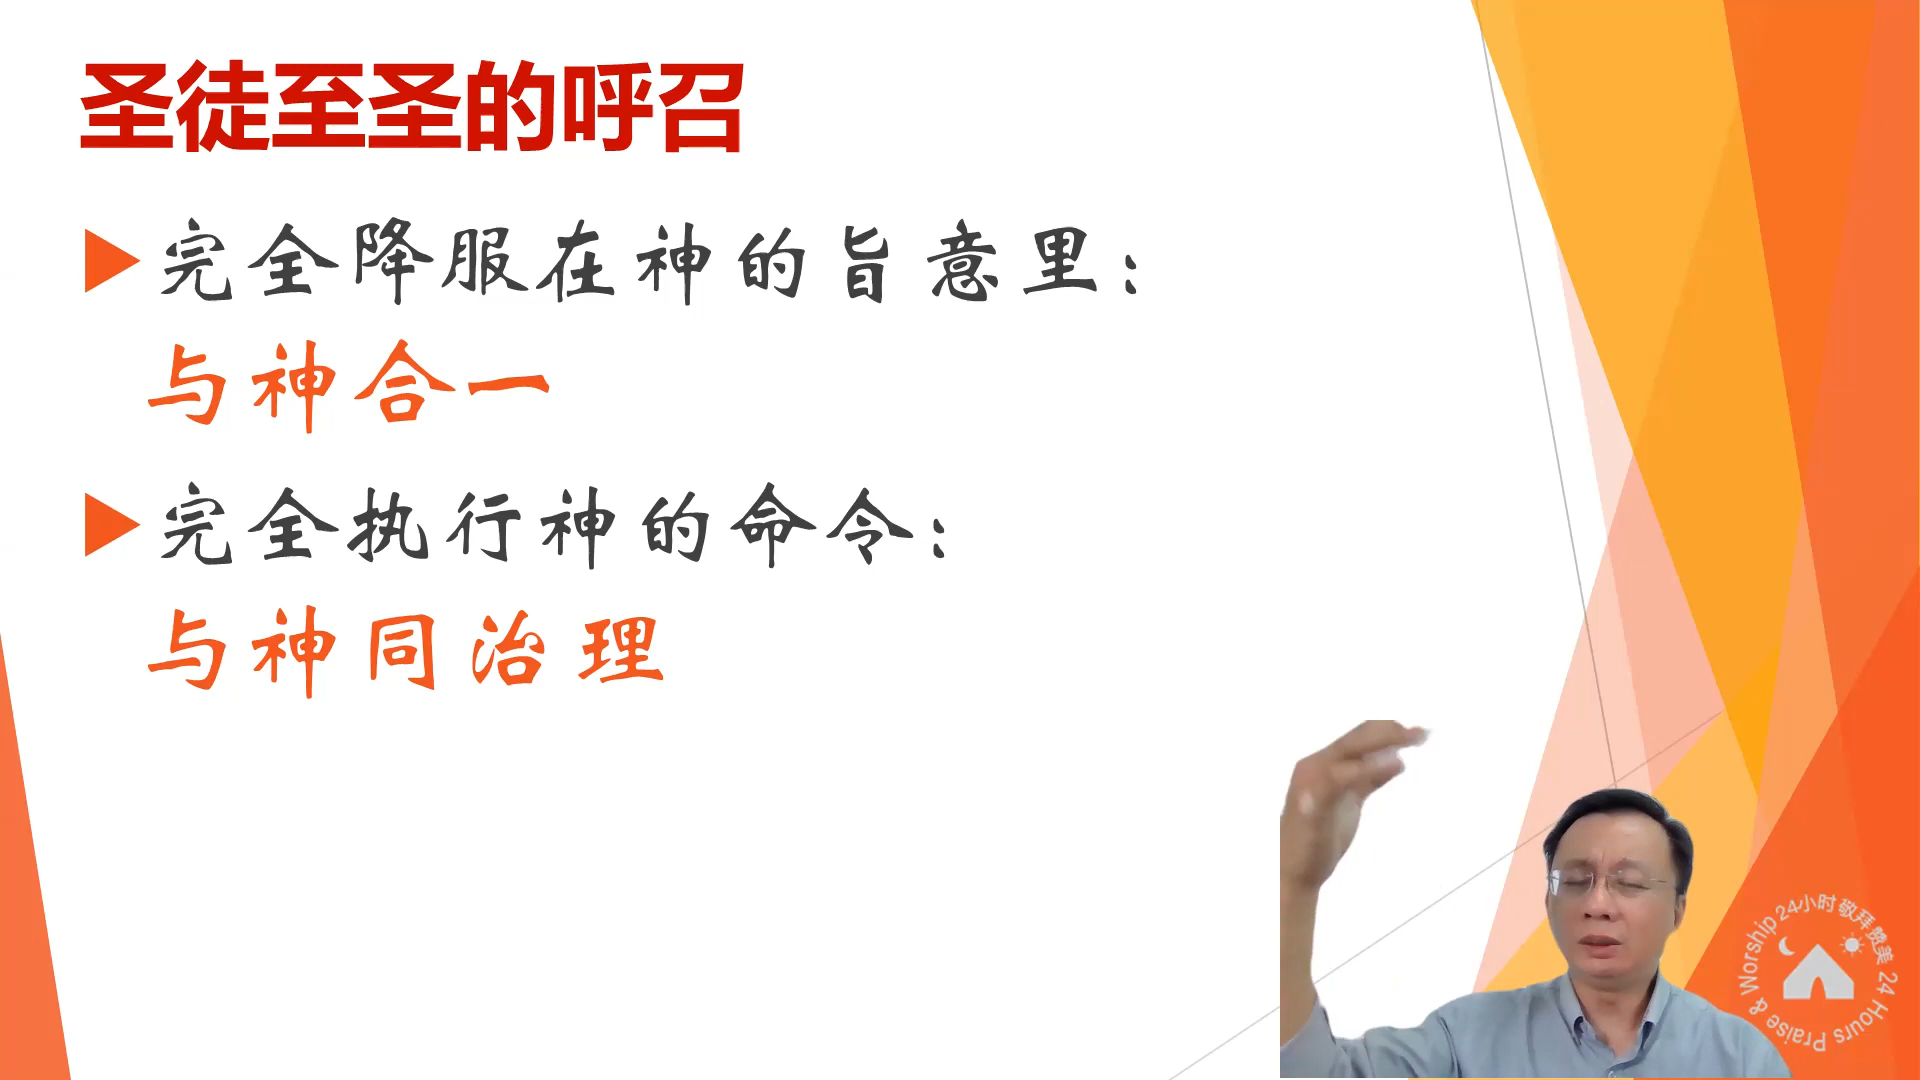 圣徒至圣的呼召
完全降服在神的旨意里：
与神合一
完全执行神的命令：
与神同治理
24小时敬拜赞美 24 Hours Praise & Worship